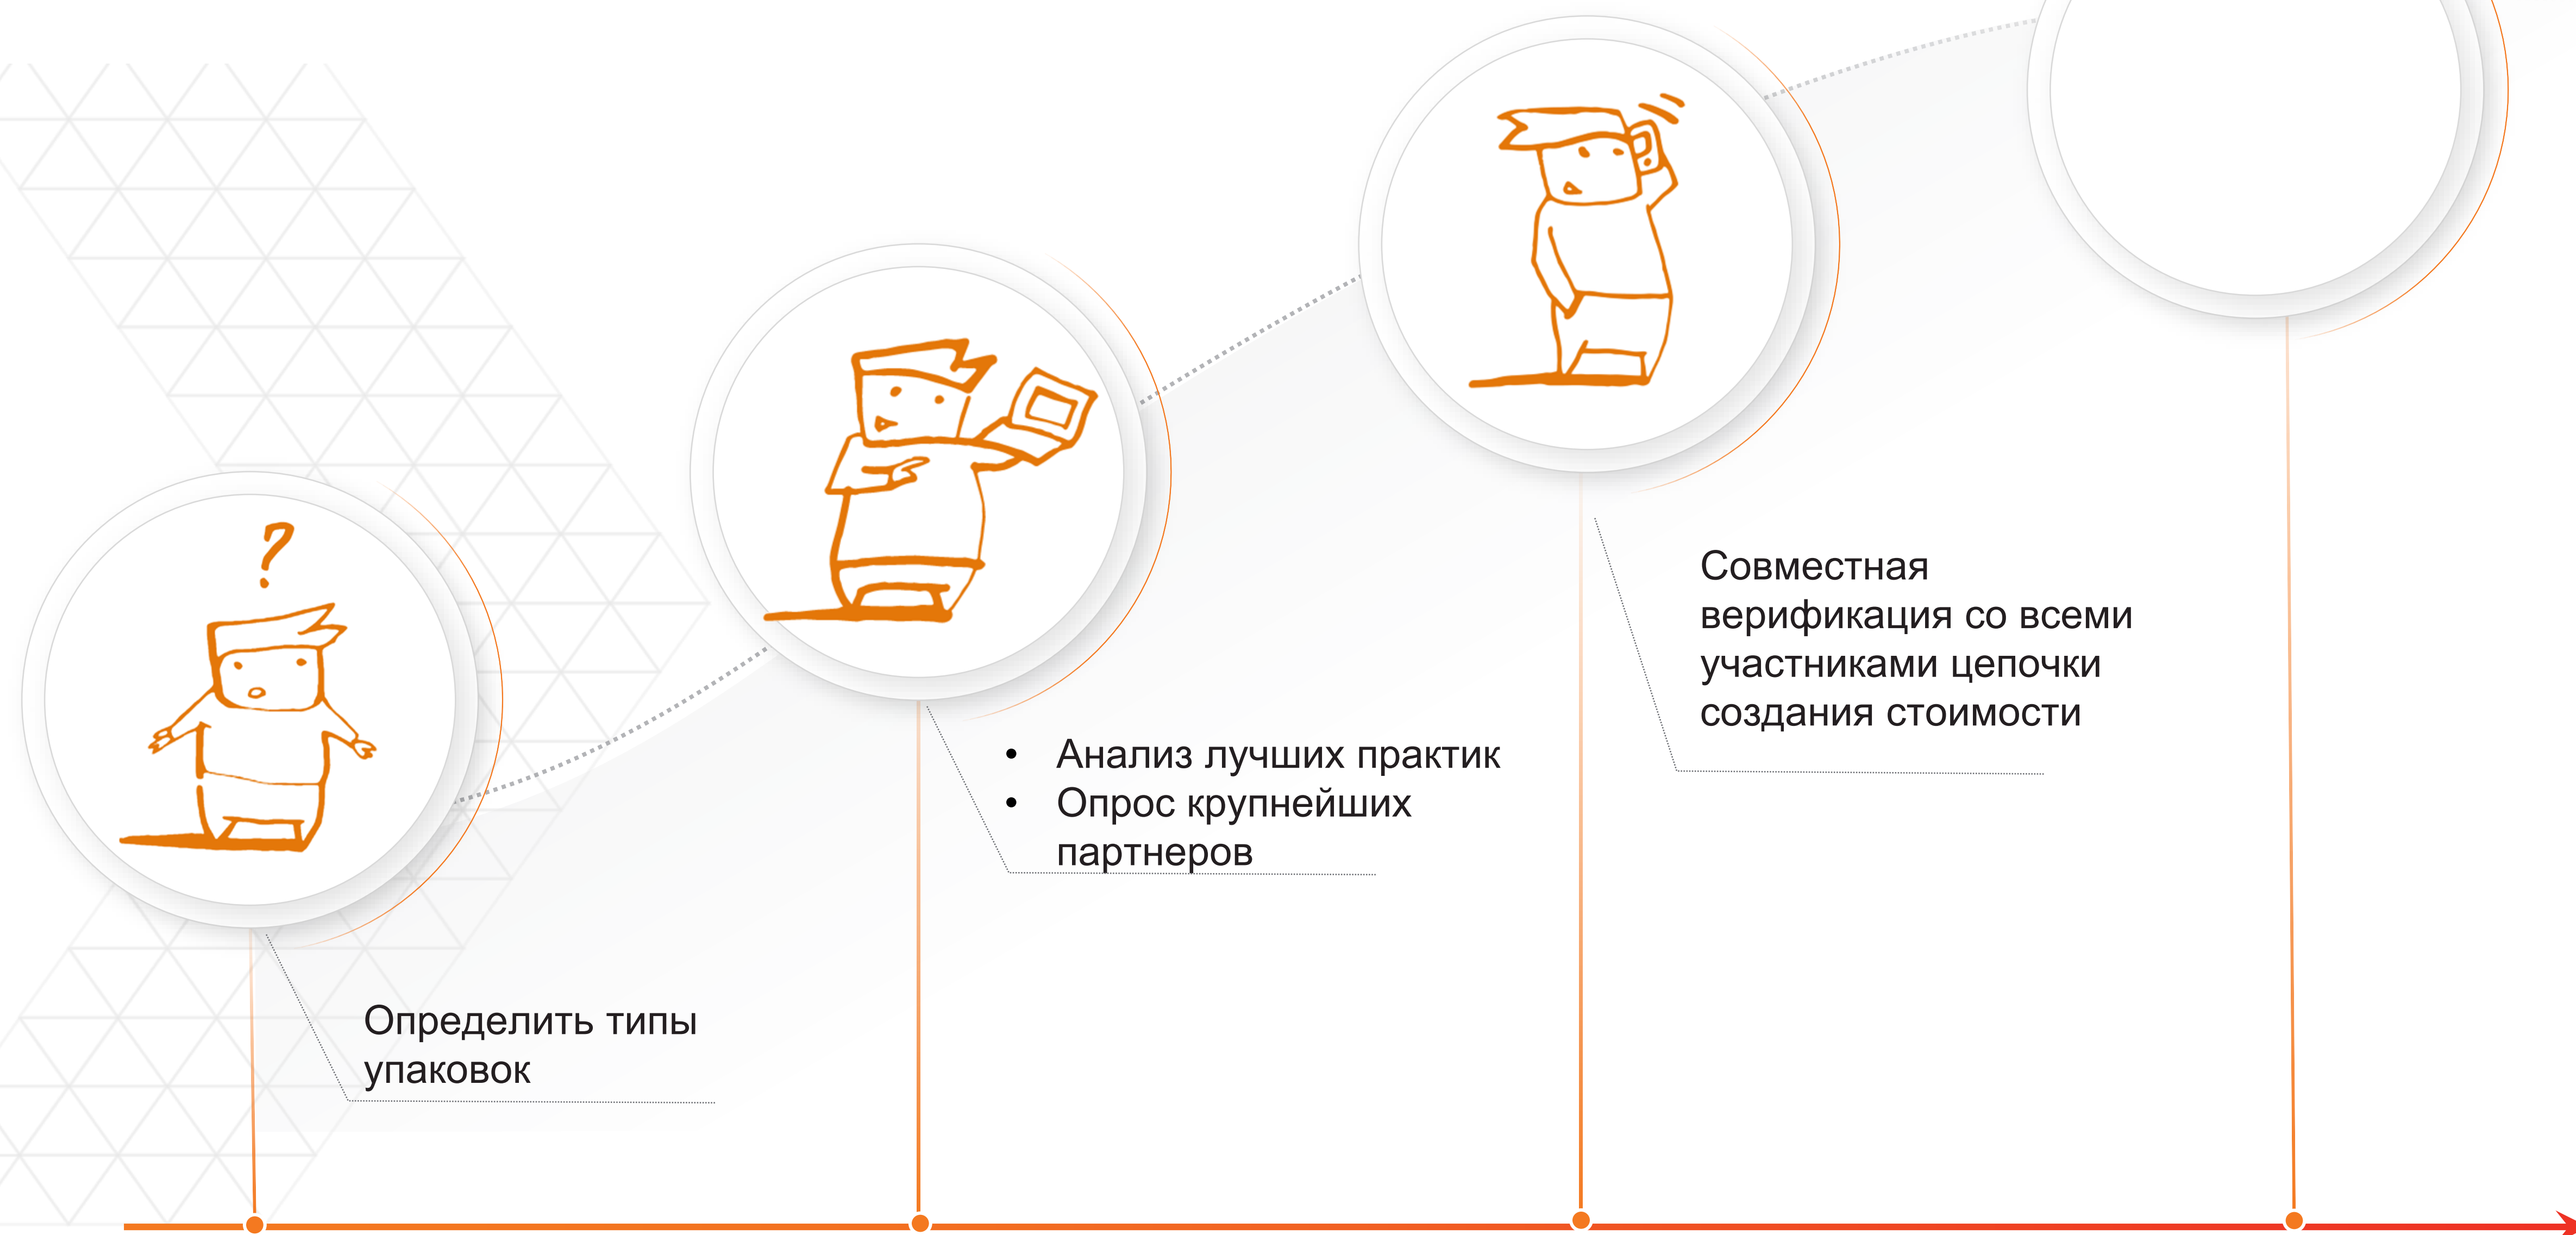 ?
Совместная
верификация со всеми
участниками цепочки
создания стоимости
• Анализ лучших практик
• Опрос крупнейших
партнеров
Определить типы
упаковок